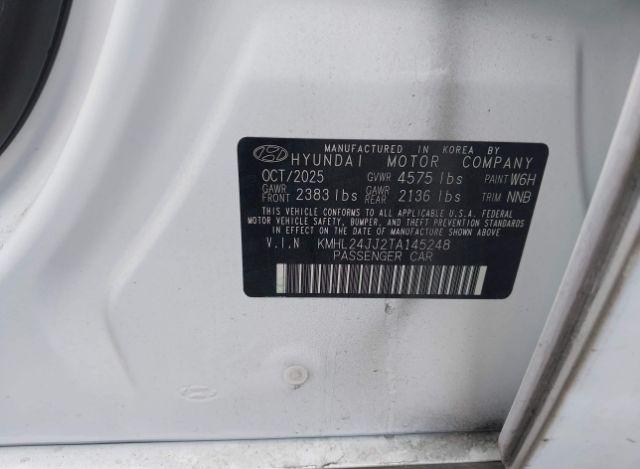 MANUFACTURED IN KOREA BY
HYUNDAI MOTOR COMPANY
OCT/2025 GVWR 4575 lbs PAINT W6H
GAWR FRONT 2383 lbs GAWR REAR 2136 lbs TRIM NNB
THIS VEHICLE CONFORMS TO ALL APPLICABLE U.S.A. FEDERAL
MOTOR VEHICLE SAFETY, BUMPER, AND THEFT PREVENTION STANDARDS
IN EFFECT ON THE DATE OF MANUFACTURE SHOWN ABOVE
V.I.N KMHL24JJ2TA145248
PASSENGER CAR